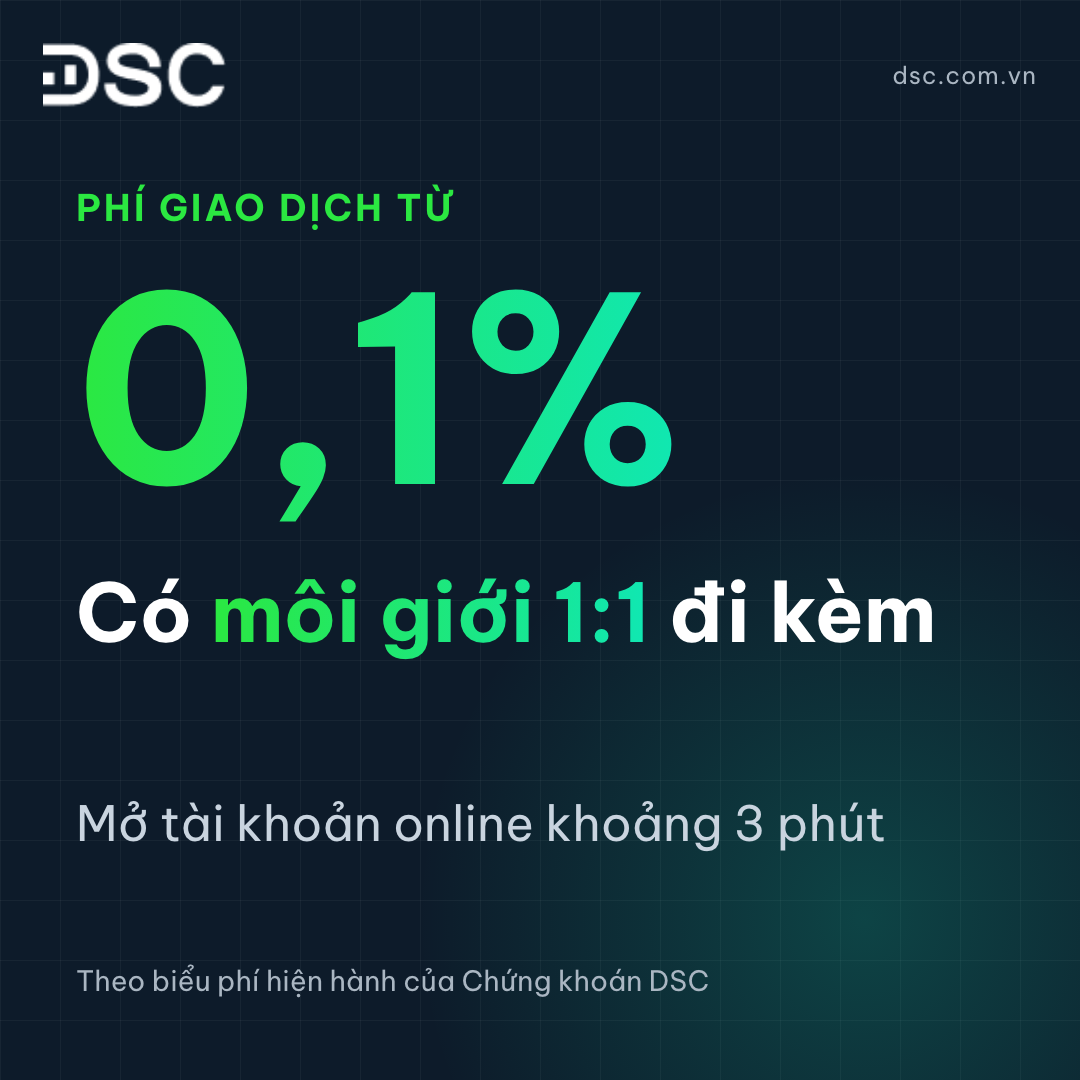 DSC
dsc.com.vn
PHÍ GIAO DỊCH TỪ
0,1%
Có môi giới 1:1 đi kèm
Mở tài khoản online khoảng 3 phút
Theo biểu phí hiện hành của Chứng khoán DSC